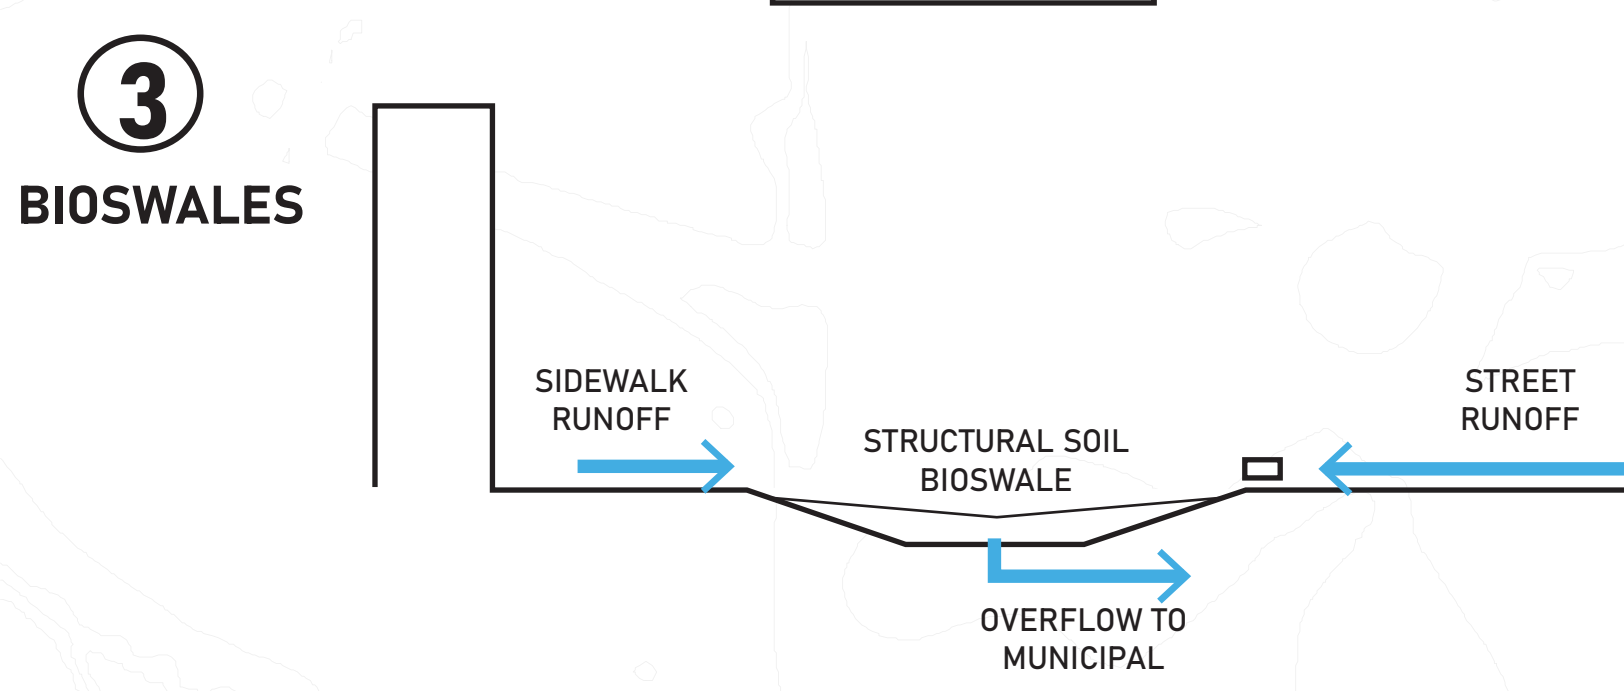 3
BIOSWALES
SIDEWALK
RUNOFF
STRUCTURAL SOIL
BIOSWALE
STREET
RUNOFF
OVERFLOW TO
MUNICIPAL